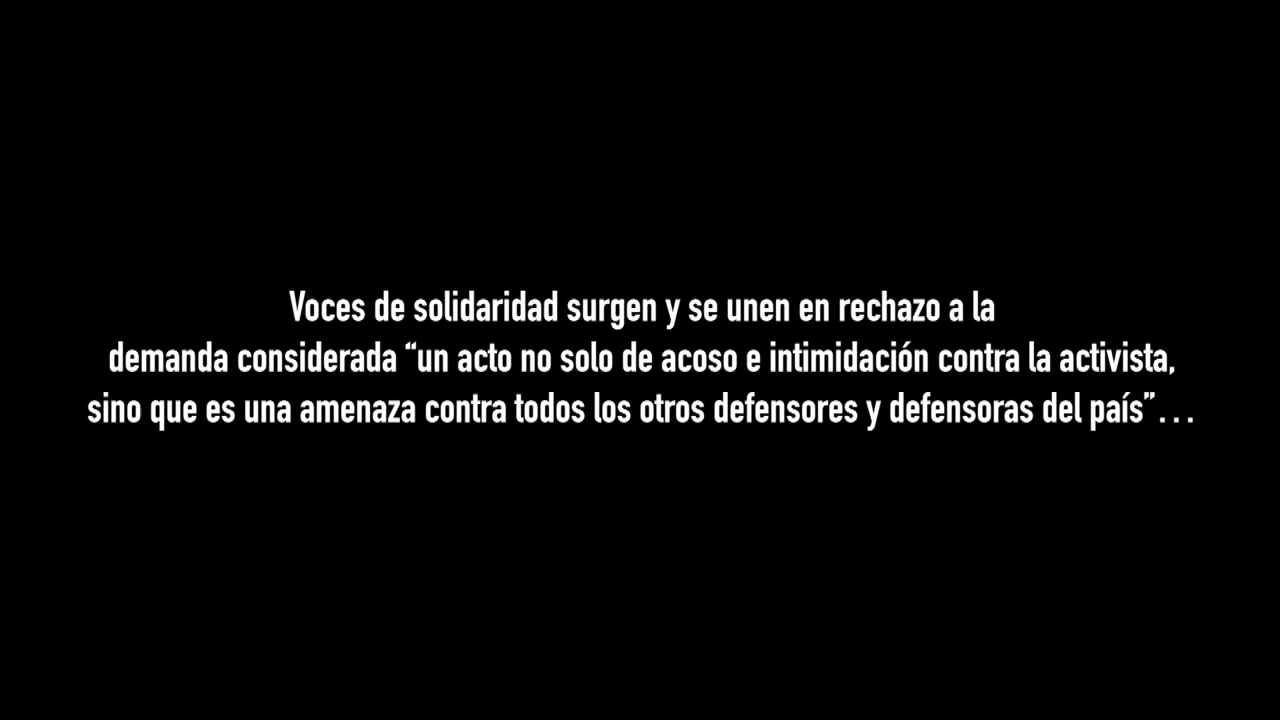 Voces de solidaridad surgen y se unen en rechazo a la
demanda considerada “un acto no solo de acoso e intimidación contra la activista,
sino que es una amenaza contra todos los otros defensores y defensoras del país”...